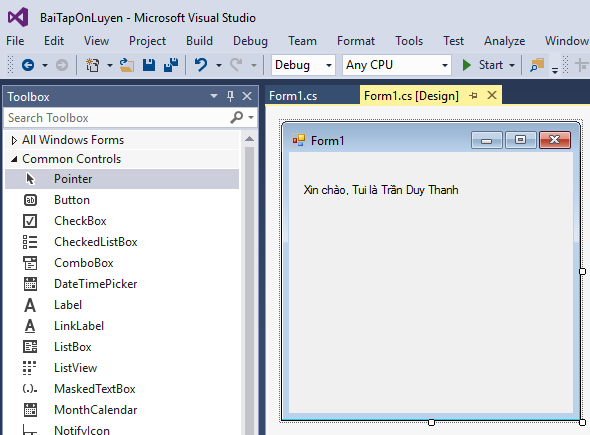 BaiTapOnLuyen - Microsoft Visual Studio
File Edit View Project Build Debug Team Format Tools Test Analyze Window
Debug Any CPU Start
Toolbox
Form1.cs Form1.cs [Design]
Search Toolbox
All Windows Forms
Form1
Common Controls
Pointer
Xin chào, Tui là Trần Duy Thanh
Button
CheckBox
CheckedListBox
ComboBox
DateTimePicker
Label
LinkLabel
ListBox
ListView
MaskedTextBox
MonthCalendar
NotifyIcon